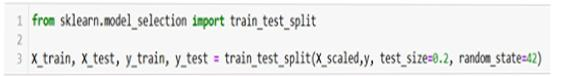 1 from sklearn.model_selection import train_test_split
2
3 X_train, X_test, y_train, y_test = train_test_split(X_scaled,y, test_size=0.2, random_state=42)